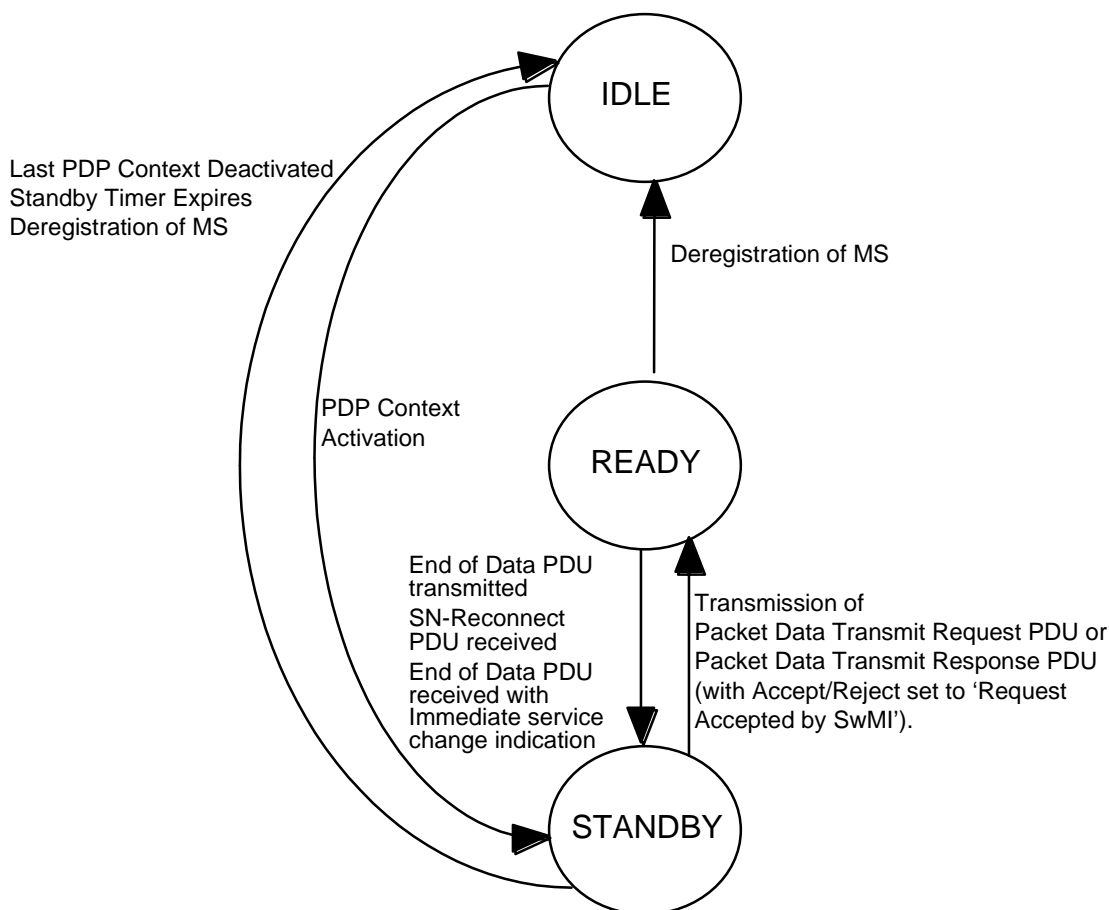 IDLE
Last PDP Context Deactivated
Standby Timer Expires
Deregistration of MS
Deregistration of MS
PDP Context
Activation
READY
End of Data PDU
transmitted
SN-Reconnect
PDU received
End of Data PDU
received with
Immediate service
change indication
Transmission of
Packet Data Transmit Request PDU or
Packet Data Transmit Response PDU
(with Accept/Reject set to ‘Request
Accepted by SwMI’).
STANDBY